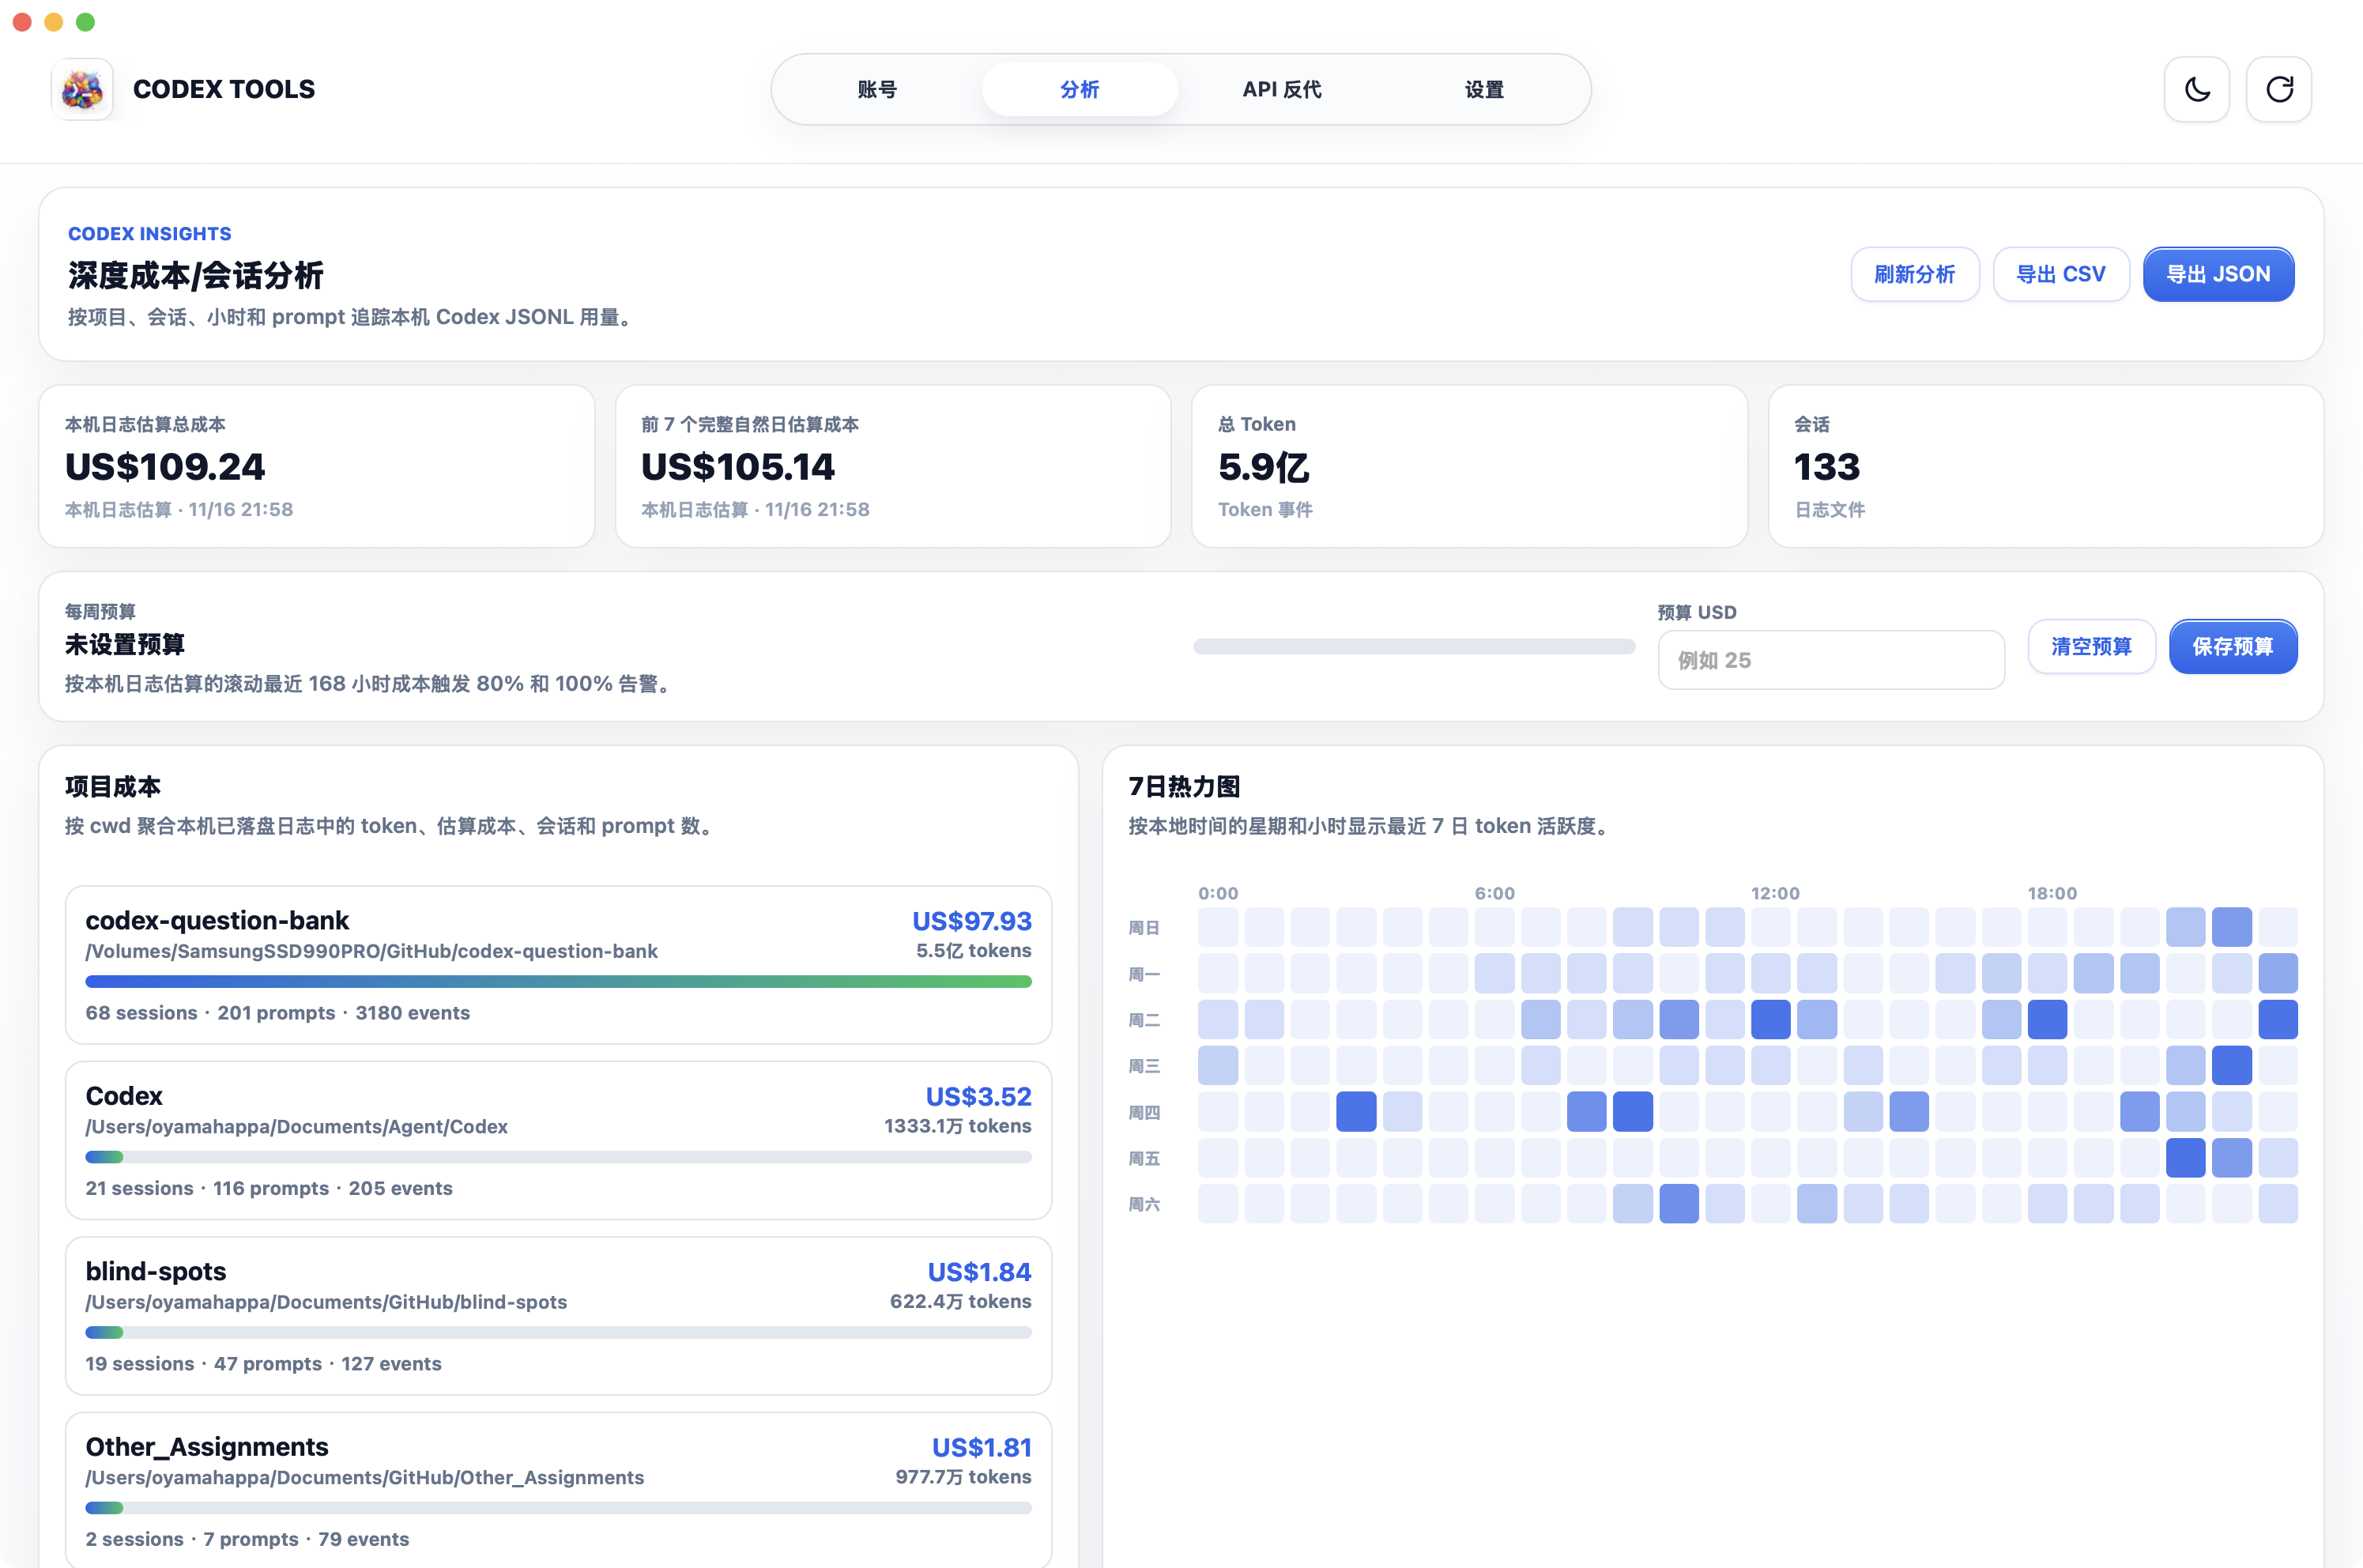 CODEX TOOLS
账号
分析
API 反代
设置
CODEX INSIGHTS
深度成本/会话分析
按项目、会话、小时和 prompt 追踪本机 Codex JSONL 用量。
刷新分析
导出 CSV
导出 JSON
本机日志估算总成本
US$109.24
本机日志估算 · 11/16 21:58
前 7 个完整自然日估算成本
US$105.14
本机日志估算 · 11/16 21:58
总 Token
5.9亿
Token 事件
会话
133
日志文件
每周预算
未设置预算
按本机日志估算的滚动最近 168 小时成本触发 80% 和 100% 告警。
预算 USD
例如 25
清空预算
保存预算
项目成本
按 cwd 聚合本机已落盘日志中的 token、估算成本、会话和 prompt 数。
codex-question-bank
US$97.93
/Volumes/SamsungSSD990PRO/GitHub/codex-question-bank
5.5亿 tokens
68 sessions · 201 prompts · 3180 events
Codex
US$3.52
/Users/oyamahappa/Documents/Agent/Codex
1333.1万 tokens
21 sessions · 116 prompts · 205 events
blind-spots
US$1.84
/Users/oyamahappa/Documents/GitHub/blind-spots
622.4万 tokens
19 sessions · 47 prompts · 127 events
Other_Assignments
US$1.81
/Users/oyamahappa/Documents/GitHub/Other_Assignments
977.7万 tokens
2 sessions · 7 prompts · 79 events
7日热力图
按本地时间的星期和小时显示最近 7 日 token 活跃度。
0:00 6:00 12:00 18:00
周日
周一
周二
周三
周四
周五
周六